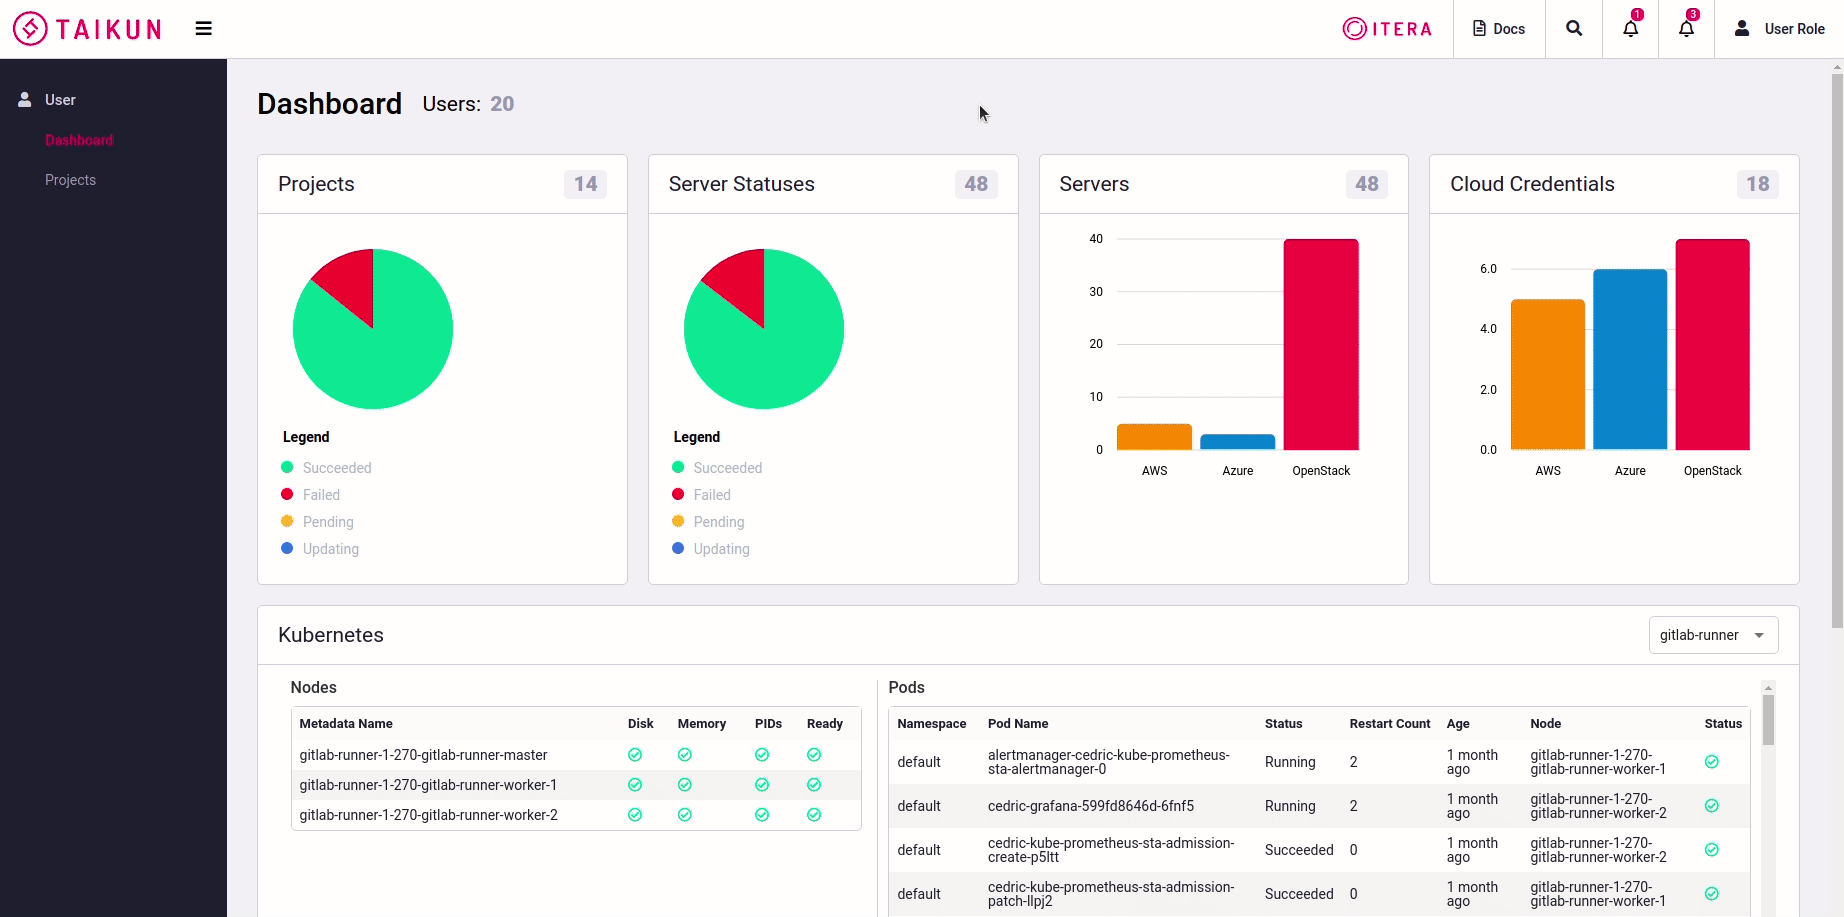 TAIKUN
ITERA
Docs
1
3
User Role
User
Dashboard
Projects
Dashboard Users: 20
Projects 14
Legend
Succeeded
Failed
Pending
Updating
Server Statuses 48
Legend
Succeeded
Failed
Pending
Updating
Servers 48
40
30
20
10
0
AWS Azure OpenStack
Cloud Credentials 18
6.0
4.0
2.0
0.0
AWS Azure OpenStack
Kubernetes
gitlab-runner
Nodes
Metadata Name Disk Memory PIDs Ready
gitlab-runner-1-270-gitlab-runner-master
gitlab-runner-1-270-gitlab-runner-worker-1
gitlab-runner-1-270-gitlab-runner-worker-2
Pods
Namespace Pod Name Status Restart Count Age Node Status
default alertmanager-cedric-kube-prometheus- Running 2 1 month gitlab-runner-1-270-
sta-alertmanager-0 ago gitlab-runner-worker-1
default cedric-grafana-599fd8646d-6fnf5 Running 2 1 month gitlab-runner-1-270-
ago gitlab-runner-worker-2
default cedric-kube-prometheus-sta-admission- Succeeded 0 1 month gitlab-runner-1-270-
create-p5ltt ago gitlab-runner-worker-2
default cedric-kube-prometheus-sta-admission- Succeeded 0 1 month gitlab-runner-1-270-
patch-llpj2 ago gitlab-runner-worker-1